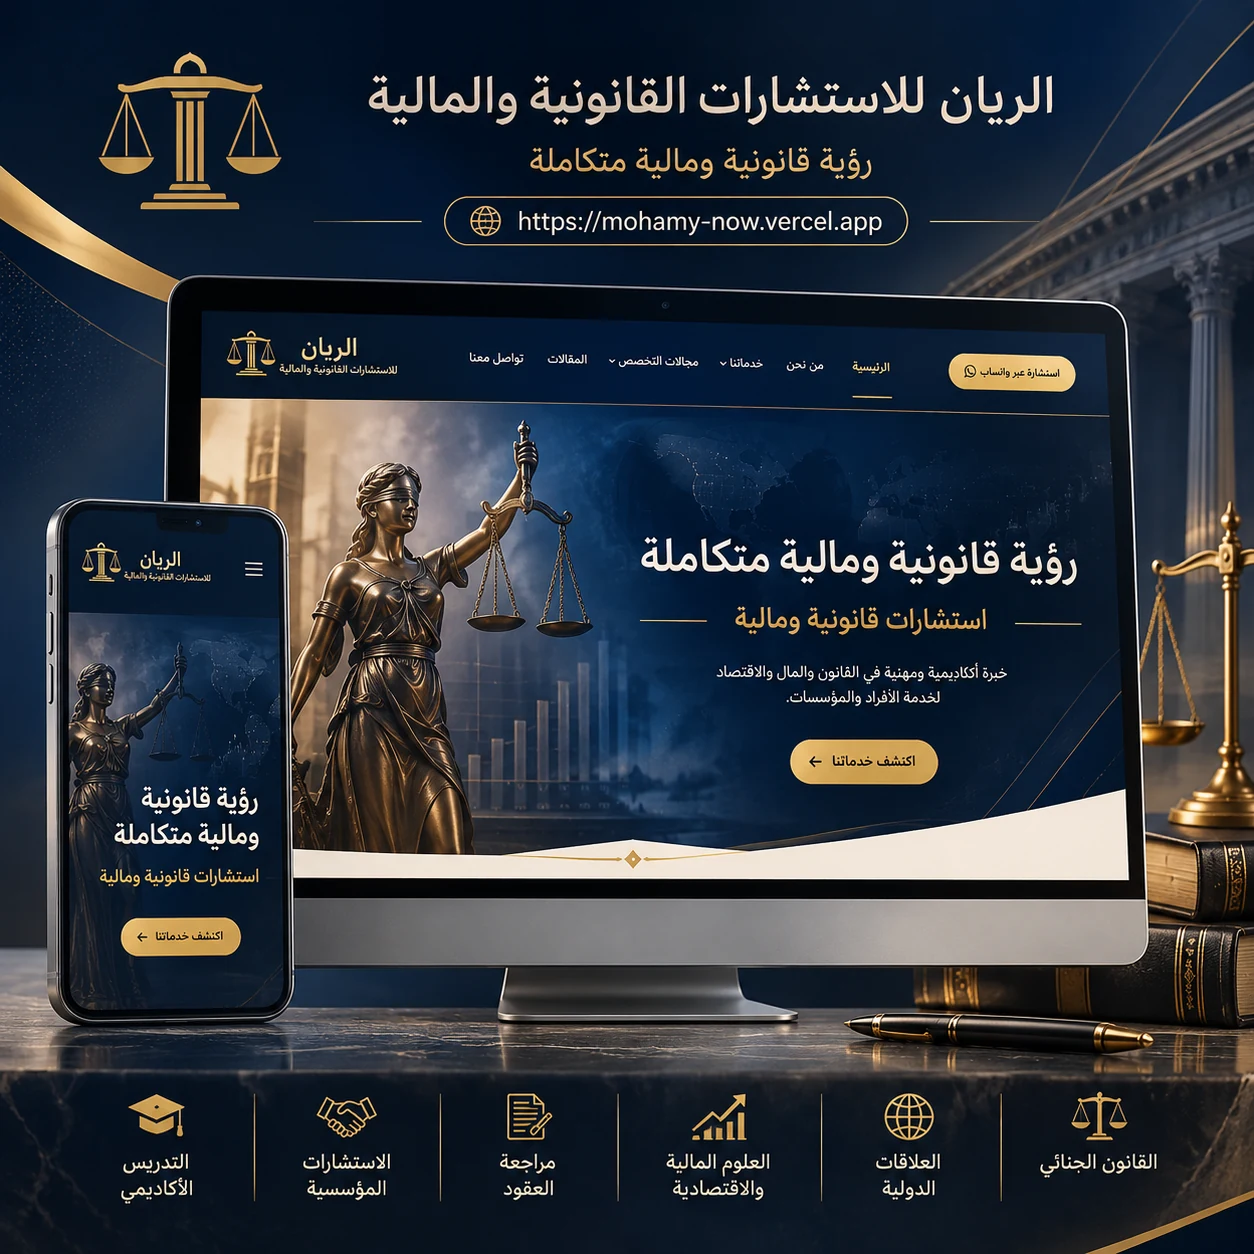 الريان للاستشارات القانونية والمالية
رؤية قانونية ومالية متكاملة
https://mohamy-now.vercel.app
الريان
للاستشارات القانونية والمالية
الرئيسية
من نحن
خدماتنا
مجالات التخصص
المقالات
تواصل معنا
استشارة عبر واتساب
رؤية قانونية ومالية متكاملة
استشارات قانونية ومالية
خبرة أكاديمية ومهنية في القانون والمال والاقتصاد
لخدمة الأفراد والمؤسسات.
اكتشف خدماتنا
الريان
للاستشارات القانونية والمالية
رؤية قانونية
ومالية متكاملة
استشارات قانونية ومالية
اكتشف خدماتنا
القانون الجنائي
العلاقات
الدولية
العلوم المالية
والاقتصادية
مراجعة
العقود
الاستشارات
المؤسسية
التدريس
الأكاديمي